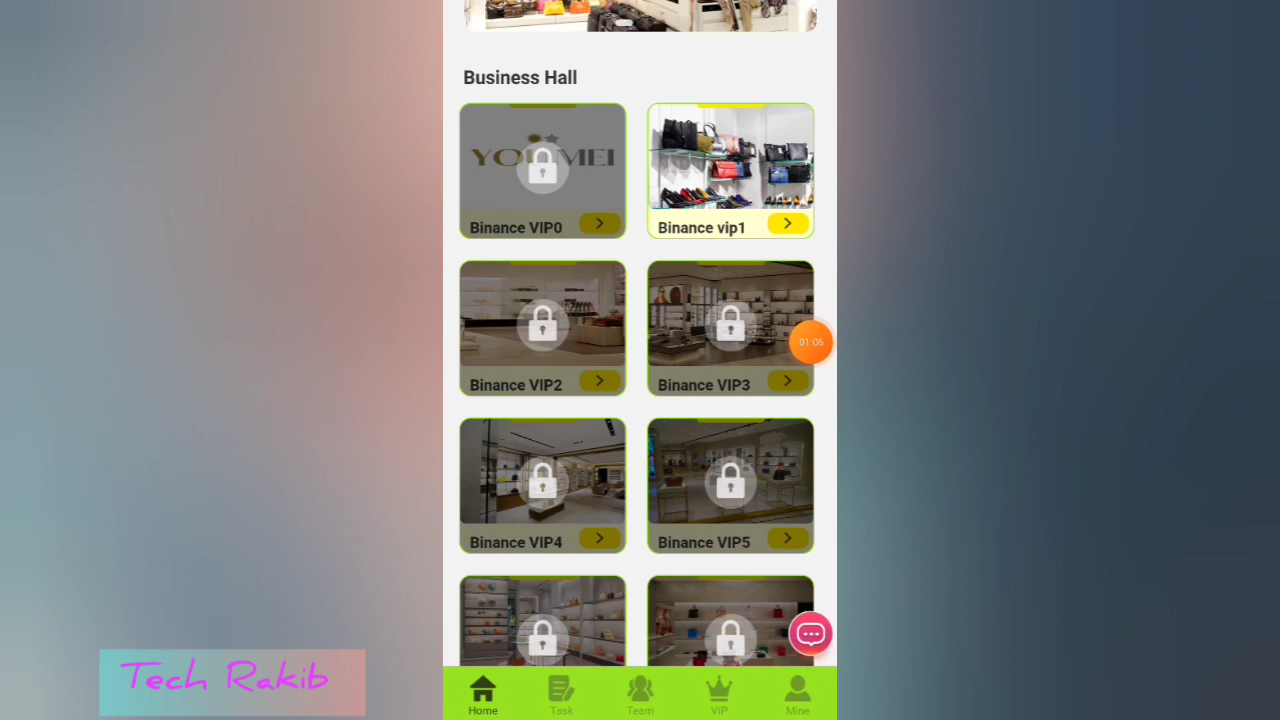 Business Hall
Binance VIP0
Binance vip1
Binance VIP2
Binance VIP3
01:06
Binance VIP4
Binance VIP5
Tech Rakib
Home
Task
Team
VIP
Mine